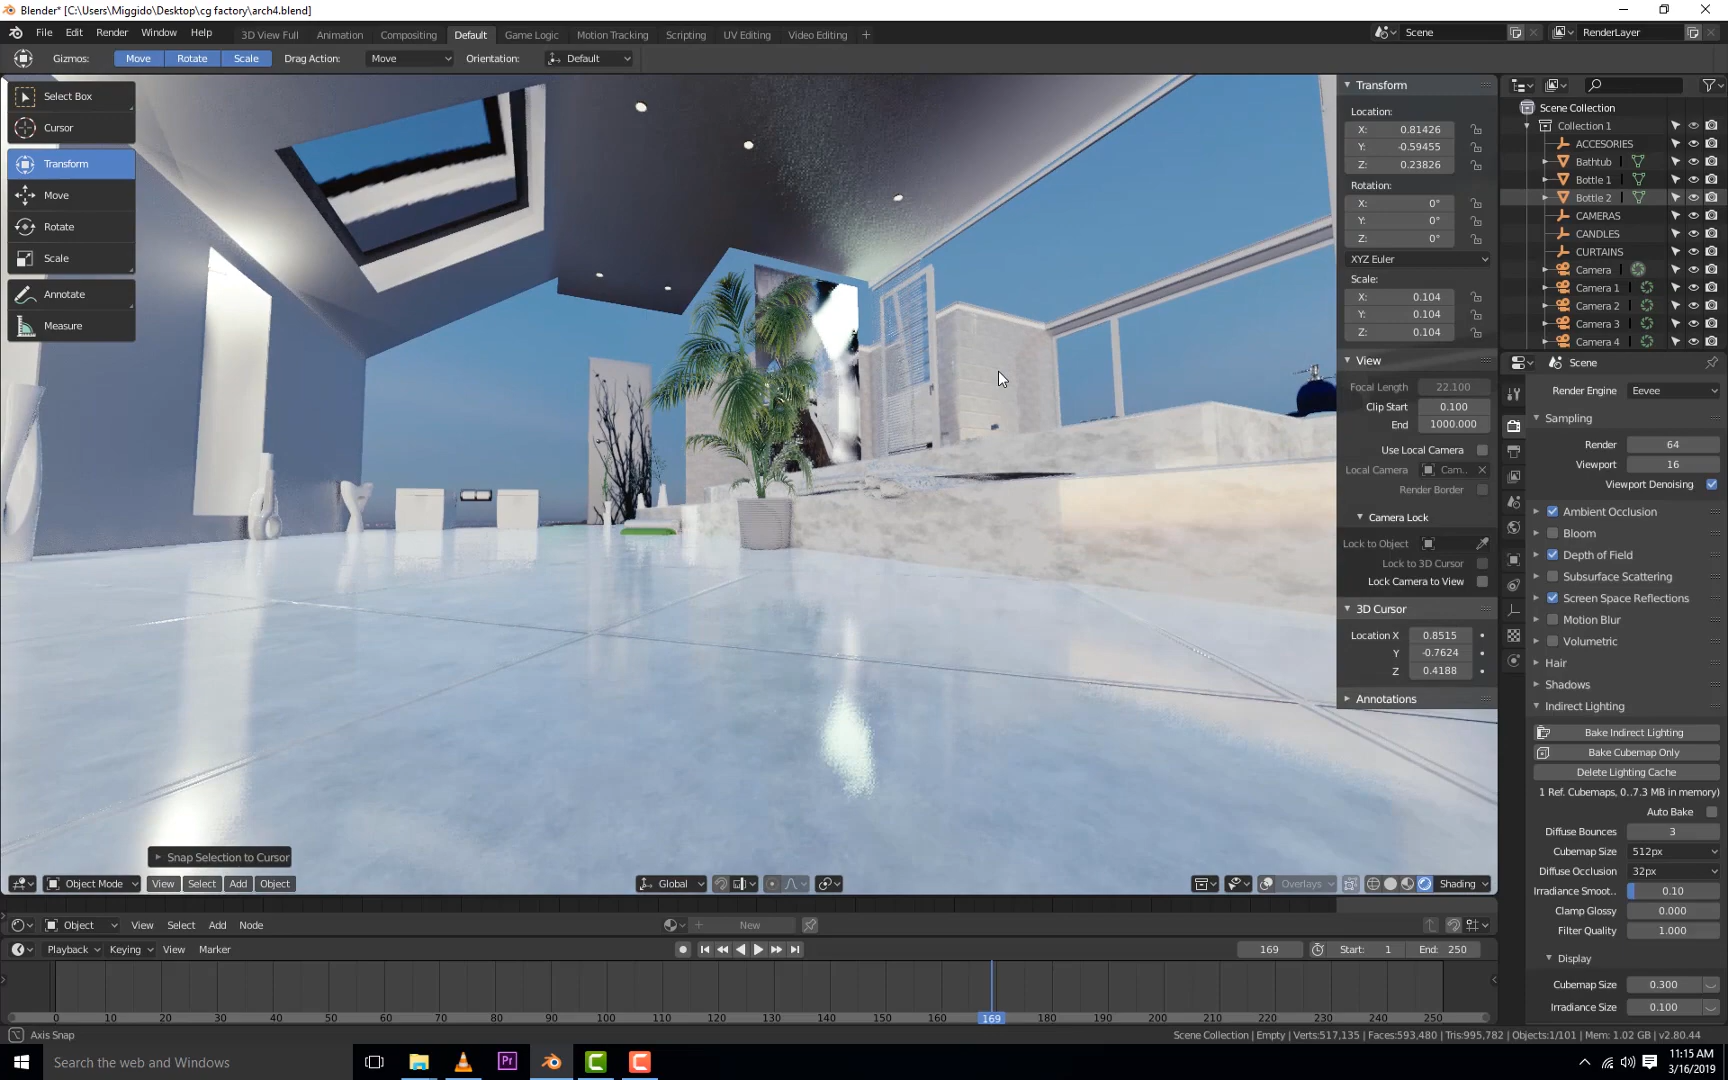 Blender* [C:\Users\Miggido\Desktop\cg factory\arch4.blend]
File Edit Render Window Help
3D View Full Animation Compositing Default Game Logic Motion Tracking Scripting UV Editing Video Editing +
Scene RenderLayer
Gizmos: Move Rotate Scale Drag Action: Move Orientation: Default
Select Box
Cursor
Transform
Move
Rotate
Scale
Annotate
Measure
Transform
Location:
X: 0.81426
Y: -0.59455
Z: 0.23826
Rotation:
X: 0°
Y: 0°
Z: 0°
XYZ Euler
Scale:
X: 0.104
Y: 0.104
Z: 0.104
View
Focal Length 22.100
Clip Start 0.100
End 1000.000
Use Local Camera
Local Camera Cam..
Render Border
Camera Lock
Lock to Object
Lock to 3D Cursor
Lock Camera to View
3D Cursor
Location X 0.8515
Y -0.7624
Z 0.4188
Annotations
Scene Collection
Collection 1
ACCESORIES
Bathtub
Bottle 1
Bottle 2
CAMERAS
CANDLES
CURTAINS
Camera
Camera 1
Camera 2
Camera 3
Camera 4
Scene
Render Engine Eevee
Sampling
Render 64
Viewport 16
Viewport Denoising
Ambient Occlusion
Bloom
Depth of Field
Subsurface Scattering
Screen Space Reflections
Motion Blur
Volumetric
Hair
Shadows
Indirect Lighting
Bake Indirect Lighting
Bake Cubemap Only
Delete Lighting Cache
1 Ref. Cubemaps, 0..7.3 MB in memory)
Auto Bake
Diffuse Bounces 3
Cubemap Size 512px
Diffuse Occlusion 32px
Irradiance Smoot.. 0.10
Clamp Glossy 0.000
Filter Quality 1.000
Display
Cubemap Size 0.300
Irradiance Size 0.100
Snap Selection to Cursor
Object Mode View Select Add Object Global Overlays Shading
Object View Select Add Node New
Playback Keying View Marker 169 Start: 1 End: 250
0 10 20 30 40 50 60 70 80 90 100 110 120 130 140 150 160 169 180 190 200 210 220 230 240 250
Axis Snap
Scene Collection | Empty | Verts:517,135 | Faces:593,480 | Tris:995,782 | Objects:1/101 | Mem: 1.02 GB | v2.80.44
Search the web and Windows
Pr
11:15 AM
3/16/2019